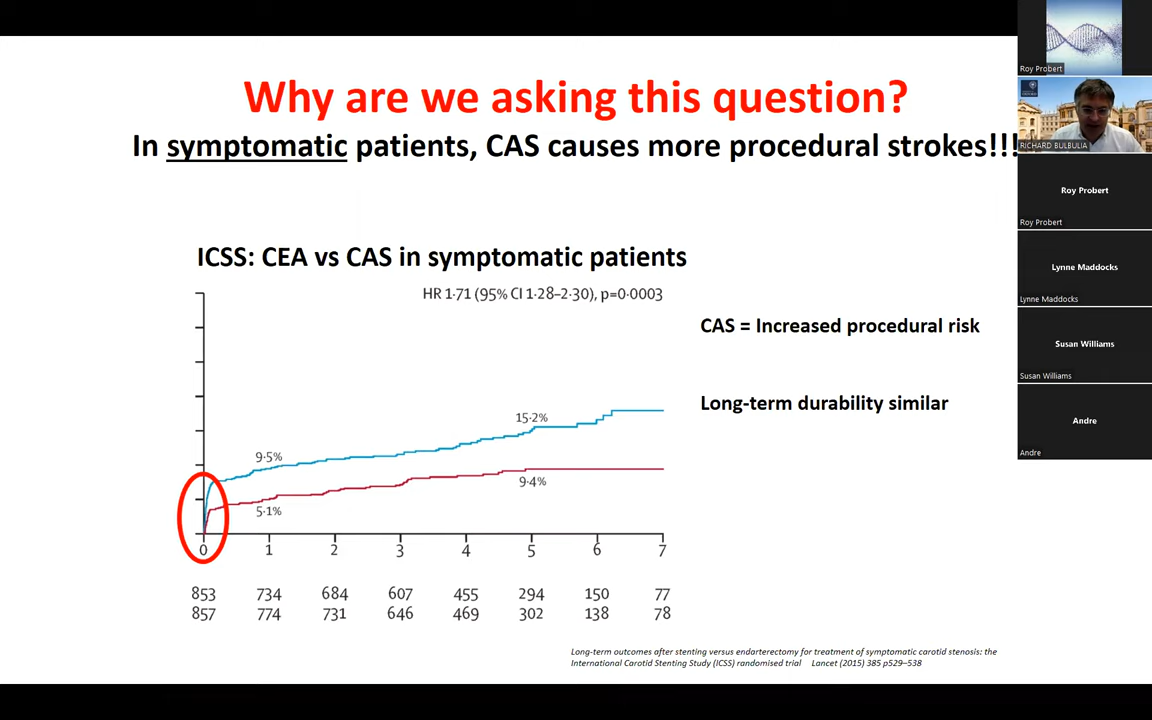 Why are we asking this question?
In symptomatic patients, CAS causes more procedural strokes!!!
ICSS: CEA vs CAS in symptomatic patients
HR 1·71 (95% CI 1·28–2·30), p=0·0003
CAS = Increased procedural risk
Long-term durability similar
15·2%
9·5%
9·4%
5·1%
0 1 2 3 4 5 6 7
853 734 684 607 455 294 150 77
857 774 731 646 469 302 138 78
Long-term outcomes after stenting versus endarterectomy for treatment of symptomatic carotid stenosis: the
International Carotid Stenting Study (ICSS) randomised trial Lancet (2015) 385 p529–538
Roy Probert
RICHARD BULBULIA
Roy Probert
Roy Probert
Lynne Maddocks
Lynne Maddocks
Susan Williams
Susan Williams
Andre
Andre